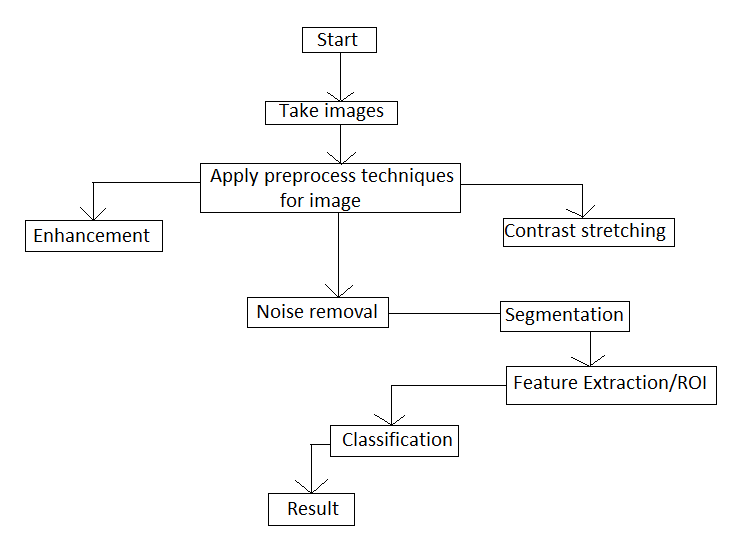 Start
Take images
Apply preprocess techniques
for image
Enhancement
Contrast stretching
Noise removal
Segmentation
Feature Extraction/ROI
Classification
Result